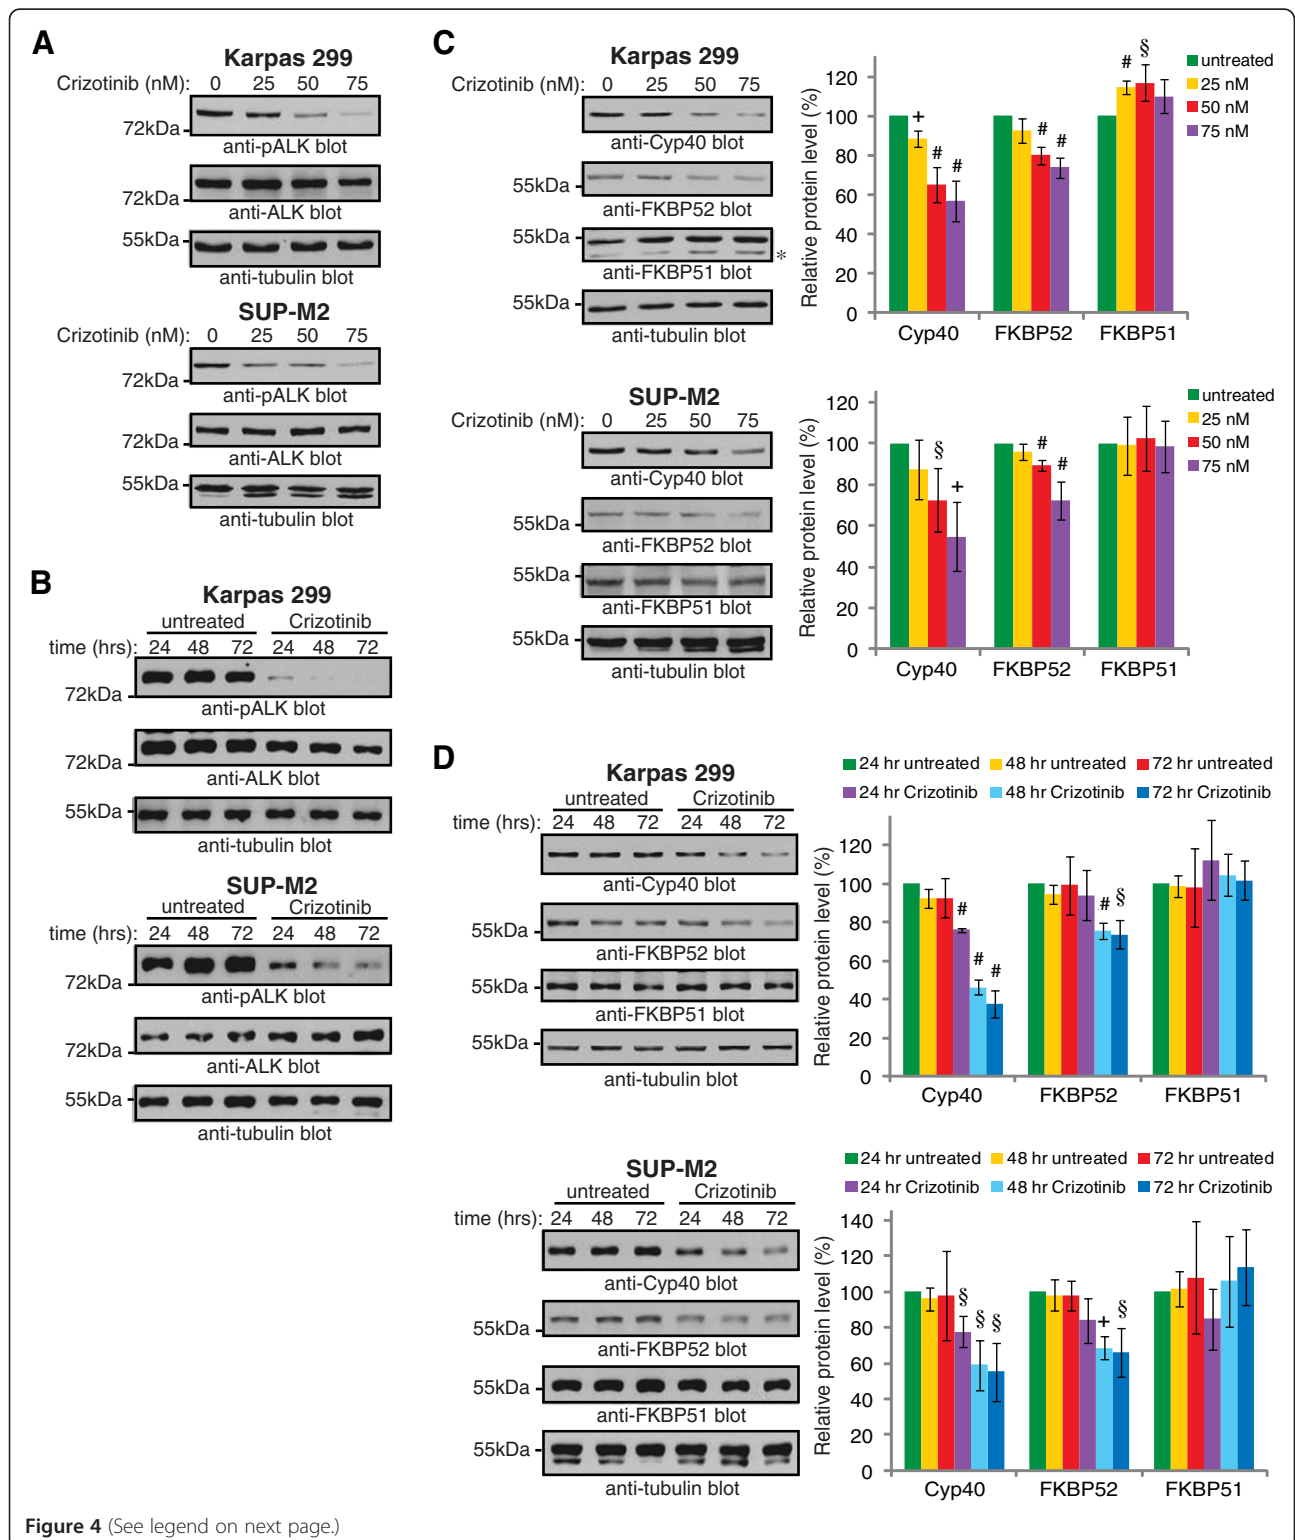 A
Karpas 299
Crizotinib (nM): 0 25 50 75
72kDa
anti-pALK blot
72kDa
anti-ALK blot
55kDa
anti-tubulin blot
SUP-M2
Crizotinib (nM): 0 25 50 75
72kDa
anti-pALK blot
72kDa
anti-ALK blot
55kDa
anti-tubulin blot
B
Karpas 299
untreated Crizotinib
time (hrs): 24 48 72 24 48 72
72kDa
anti-pALK blot
72kDa
anti-ALK blot
55kDa
anti-tubulin blot
SUP-M2
untreated Crizotinib
time (hrs): 24 48 72 24 48 72
72kDa
anti-pALK blot
72kDa
anti-ALK blot
55kDa
anti-tubulin blot
C
Karpas 299
Crizotinib (nM): 0 25 50 75
anti-Cyp40 blot
55kDa
anti-FKBP52 blot
55kDa
*
anti-FKBP51 blot
55kDa
anti-tubulin blot
Relative protein level (%)
120
100
80
60
40
20
0
+ # # # # # §
Cyp40 FKBP52 FKBP51
untreated
25 nM
50 nM
75 nM
SUP-M2
Crizotinib (nM): 0 25 50 75
anti-Cyp40 blot
55kDa
anti-FKBP52 blot
55kDa
anti-FKBP51 blot
55kDa
anti-tubulin blot
Relative protein level (%)
120
100
80
60
40
20
0
§ + # #
Cyp40 FKBP52 FKBP51
untreated
25 nM
50 nM
75 nM
D
Karpas 299
untreated Crizotinib
time (hrs): 24 48 72 24 48 72
anti-Cyp40 blot
55kDa
anti-FKBP52 blot
55kDa
anti-FKBP51 blot
55kDa
anti-tubulin blot
24 hr untreated 48 hr untreated 72 hr untreated
24 hr Crizotinib 48 hr Crizotinib 72 hr Crizotinib
Relative protein level (%)
120
100
80
60
40
20
0
# # # # §
Cyp40 FKBP52 FKBP51
SUP-M2
untreated Crizotinib
time (hrs): 24 48 72 24 48 72
anti-Cyp40 blot
55kDa
anti-FKBP52 blot
55kDa
anti-FKBP51 blot
55kDa
anti-tubulin blot
24 hr untreated 48 hr untreated 72 hr untreated
24 hr Crizotinib 48 hr Crizotinib 72 hr Crizotinib
Relative protein level (%)
140
120
100
80
60
40
20
0
§ § § + §
Cyp40 FKBP52 FKBP51
Figure 4 (See legend on next page.)